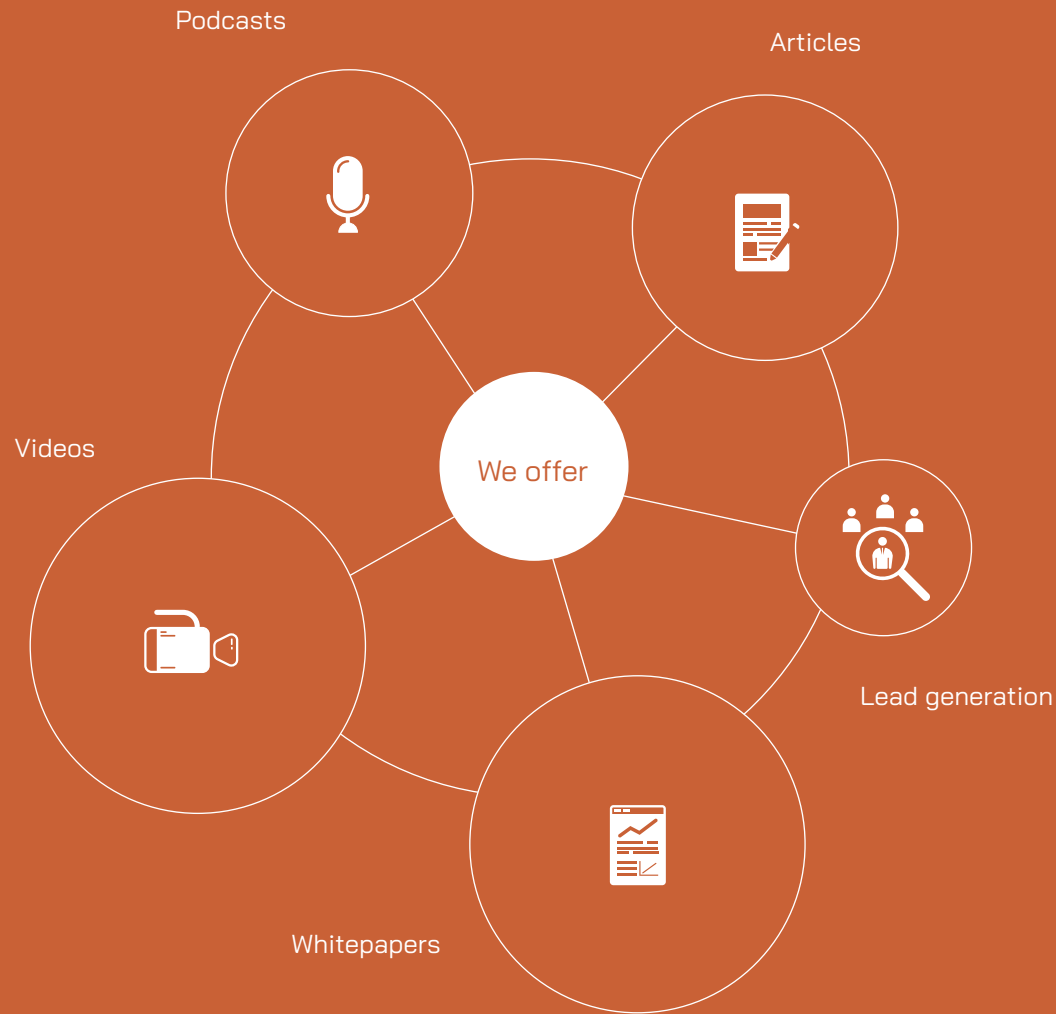 Podcasts
Articles
Videos
We offer
Lead generation
Whitepapers